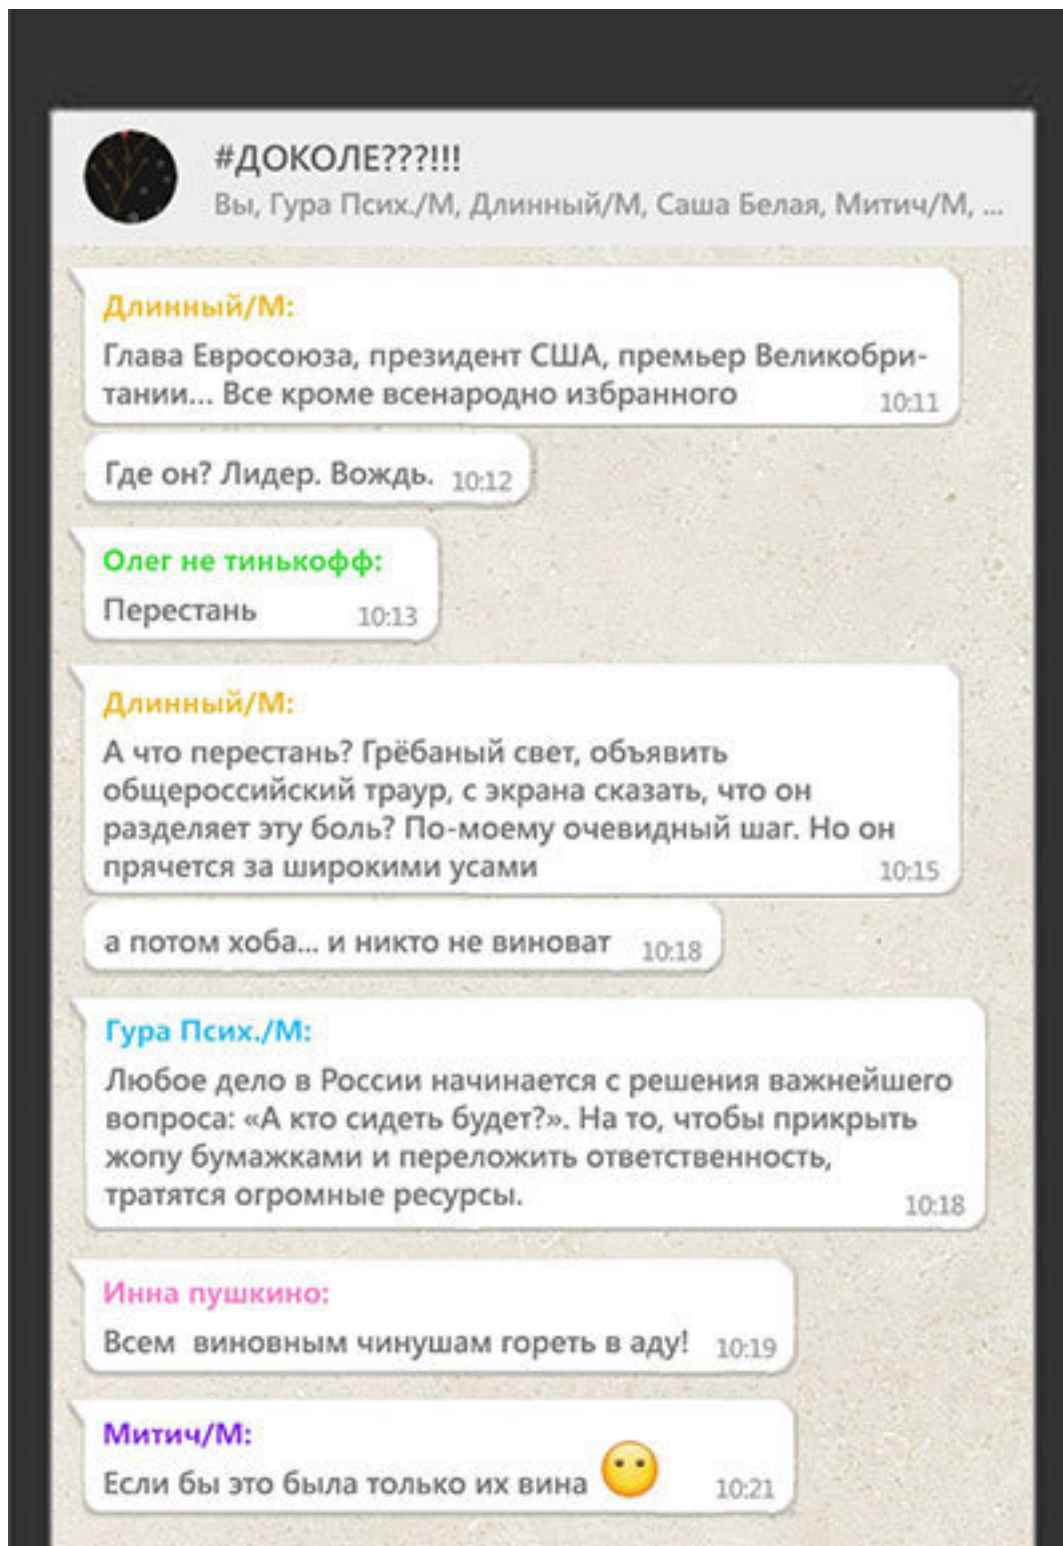 #ДОКОЛЕ???!!!
Вы, Гура Псих./М, Длинный/М, Саша Белая, Митич/М, ...
Длинный/М:
Глава Евросоюза, президент США, премьер Великобри-
тании... Все кроме всенародно избранного 10:11
Где он? Лидер. Вождь. 10:12
Олег не тинькофф:
Перестань 10:13
Длинный/М:
А что перестань? Грёбаный свет, объявить
общероссийский траур, с экрана сказать, что он
разделяет эту боль? По-моему очевидный шаг. Но он
прячется за широкими усами 10:15
а потом хоба... и никто не виноват 10:18
Гура Псих./М:
Любое дело в России начинается с решения важнейшего
вопроса: «А кто сидеть будет?». На то, чтобы прикрыть
жопу бумажками и переложить ответственность,
тратятся огромные ресурсы. 10:18
Инна пушкино:
Всем виновным чинушам гореть в аду! 10:19
Митич/М:
Если бы это была только их вина 10:21